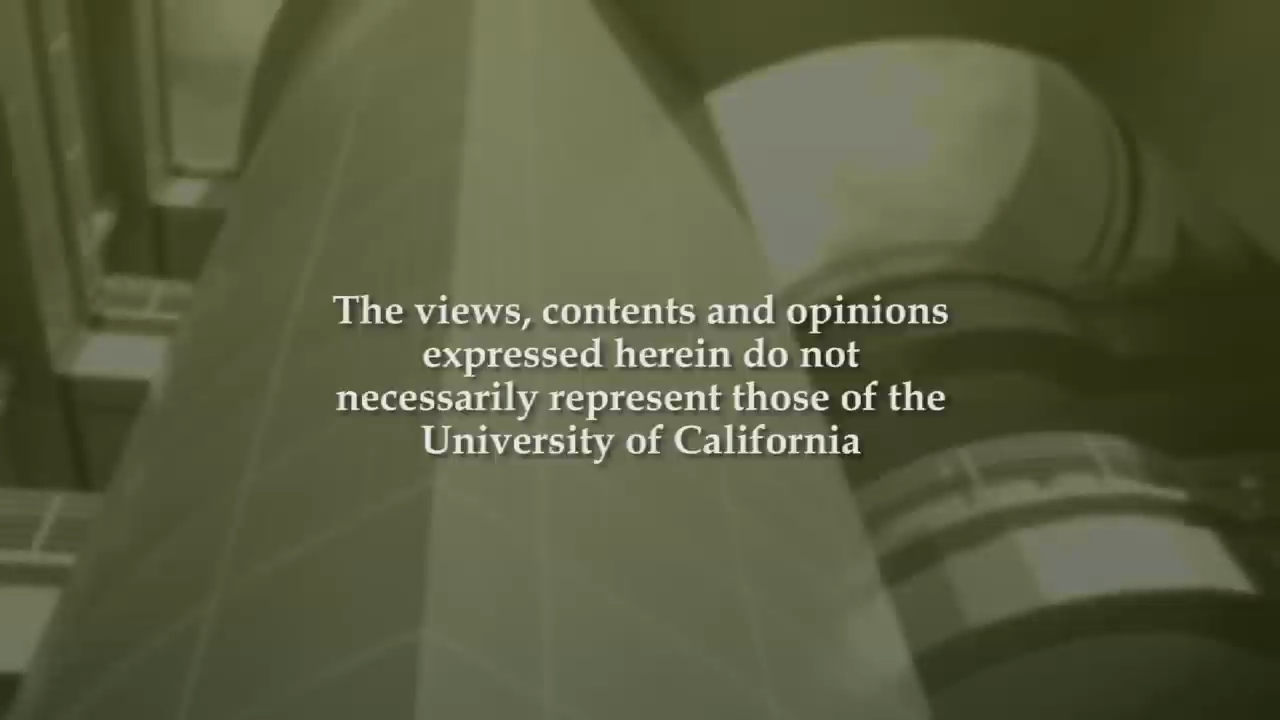 The views, contents and opinions
expressed herein do not
necessarily represent those of the
University of California